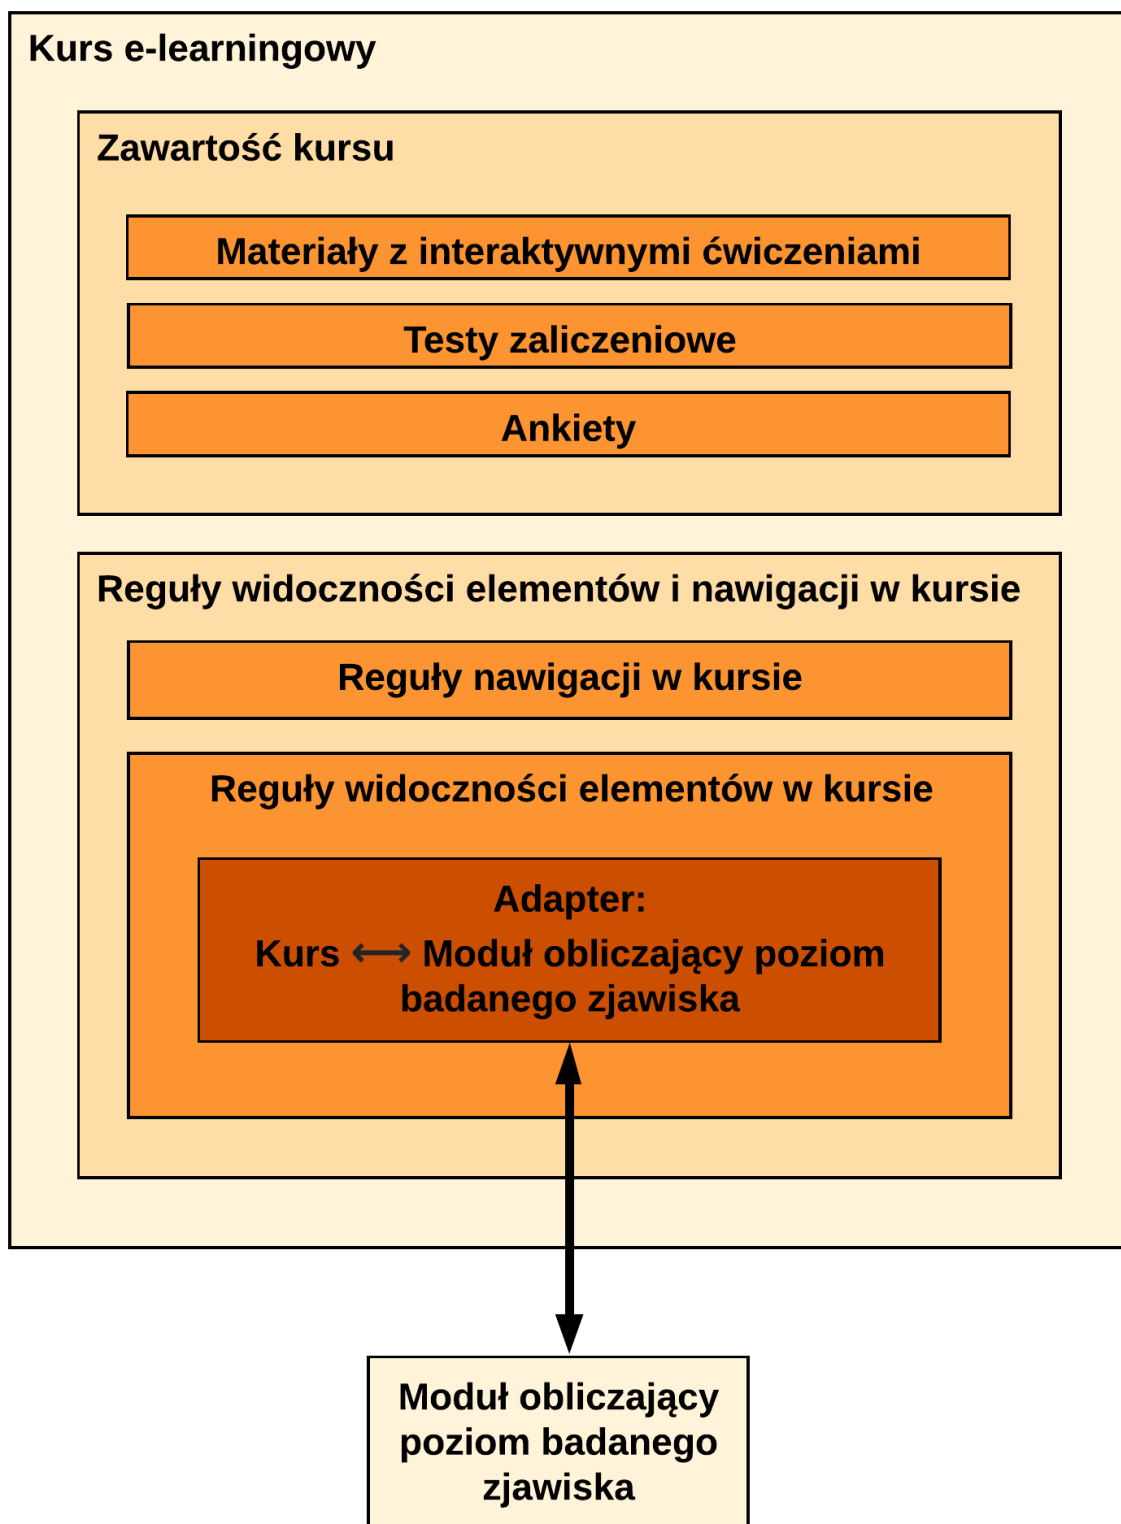 Kurs e-learningowy
Zawartość kursu
Materiały z interaktywnymi ćwiczeniami
Testy zaliczeniowe
Ankiety
Reguły widoczności elementów i nawigacji w kursie
Reguły nawigacji w kursie
Reguły widoczności elementów w kursie
Adapter:
Kurs ⟷ Moduł obliczający poziom
badanego zjawiska
Moduł obliczający
poziom badanego
zjawiska